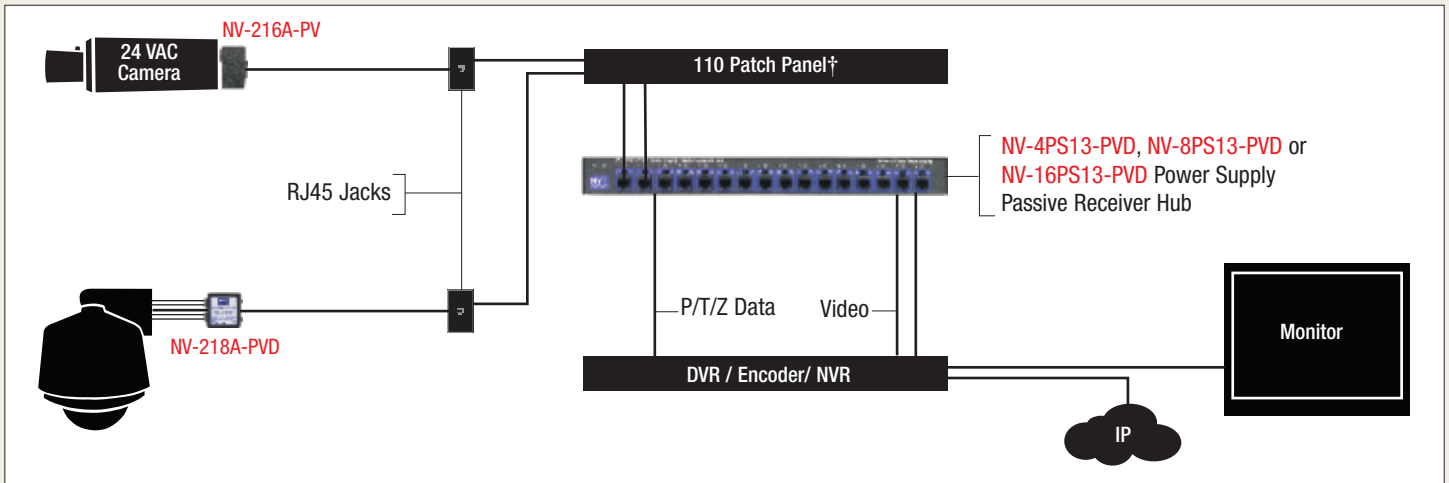 NV-216A-PV
24 VAC
Camera
110 Patch Panel†
NV-4PS13-PVD, NV-8PS13-PVD or
NV-16PS13-PVD Power Supply
Passive Receiver Hub
RJ45 Jacks
P/T/Z Data
Video
NV-218A-PVD
Monitor
DVR / Encoder/ NVR
IP